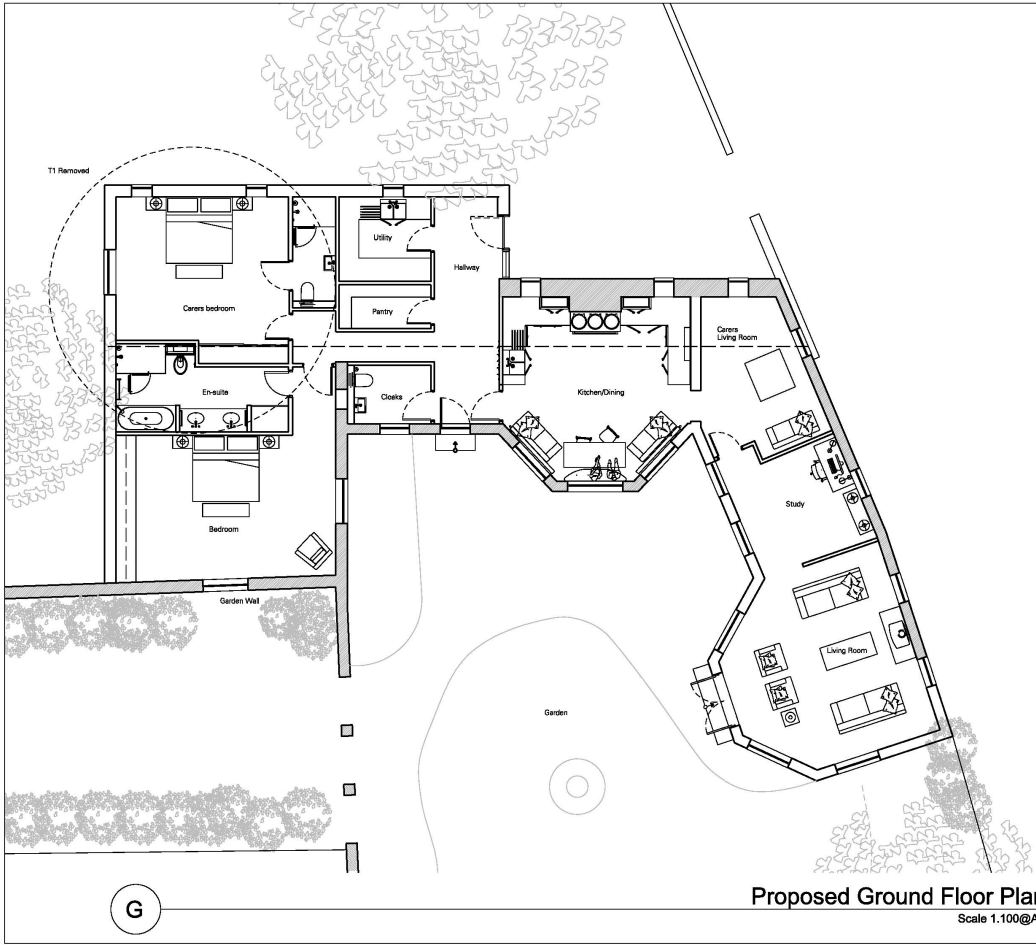 T1 Removed
Utility
Hallway
Carers bedroom
Pantry
Carers
Living Room
En-suite
Cloaks
Kitchen/Dining
Bedroom
Study
Garden Wall
Living Room
Garden
G
Proposed Ground Floor Plan
Scale 1.100@A